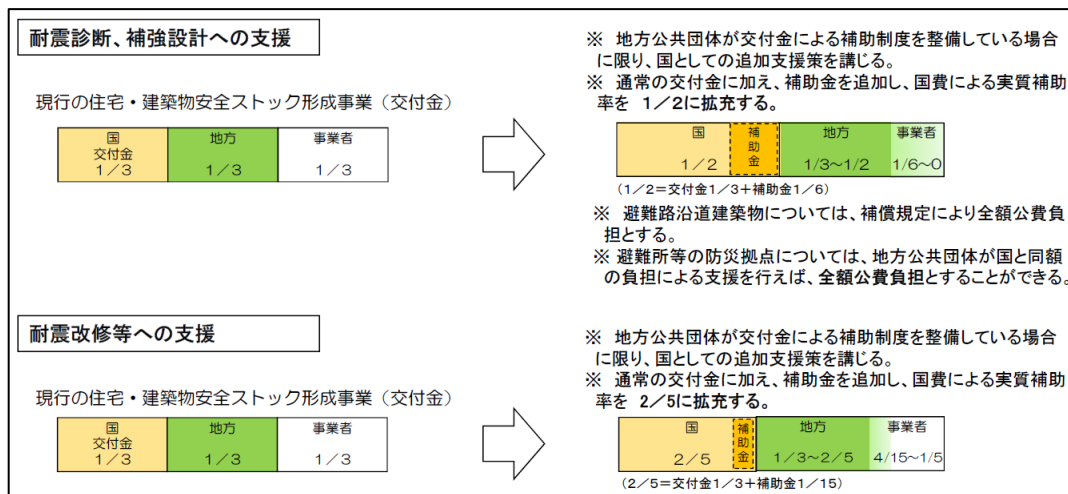 耐震診断、補強設計への支援
現行の住宅・建築物安全ストック形成事業（交付金）
国
交付金
1／3
地方
1／3
事業者
1／3
※ 地方公共団体が交付金による補助制度を整備している場合
に限り、国としての追加支援策を講じる。
※ 通常の交付金に加え、補助金を追加し、国費による実質補助
率を 1／2に拡充する。
国
1／2
補
助
金
地方
1/3～1/2
事業者
1/6～0
（1／2＝交付金1／3＋補助金1／6）
※ 避難路沿道建築物については、補償規定により全額公費負
担とする。
※ 避難所等の防災拠点については、地方公共団体が国と同額
の負担による支援を行えば、全額公費負担とすることができる。
耐震改修等への支援
現行の住宅・建築物安全ストック形成事業（交付金）
国
交付金
1／3
地方
1／3
事業者
1／3
※ 地方公共団体が交付金による補助制度を整備している場合
に限り、国としての追加支援策を講じる。
※ 通常の交付金に加え、補助金を追加し、国費による実質補助
率を 2／5に拡充する。
国
2／5
補
助
金
地方
1/3～2/5
事業者
4/15～1/5
（2／5＝交付金1／3＋補助金1／15）